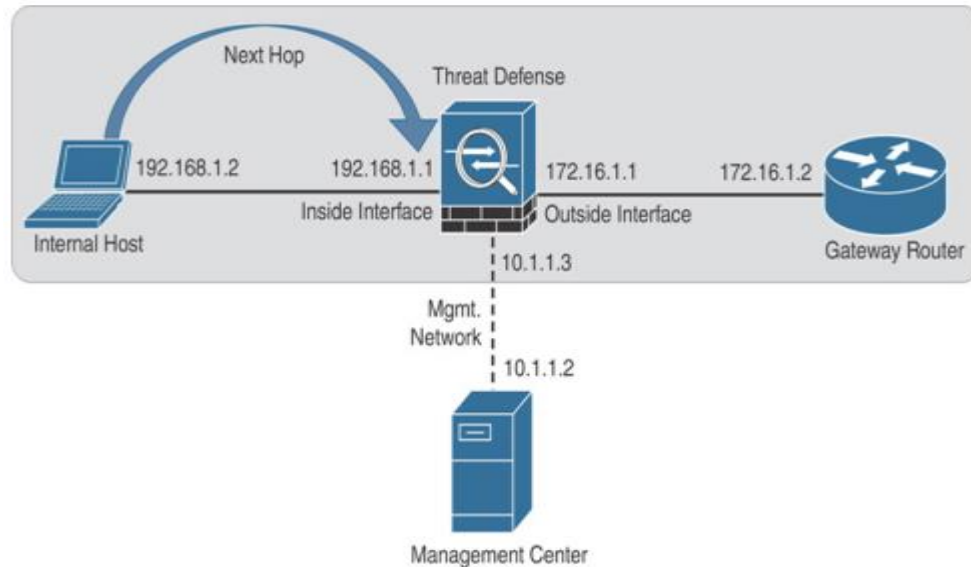 Next Hop
Threat Defense
192.168.1.2
192.168.1.1
172.16.1.1
172.16.1.2
Inside Interface
Outside Interface
Internal Host
Gateway Router
10.1.1.3
Mgmt.
Network
10.1.1.2
Management Center